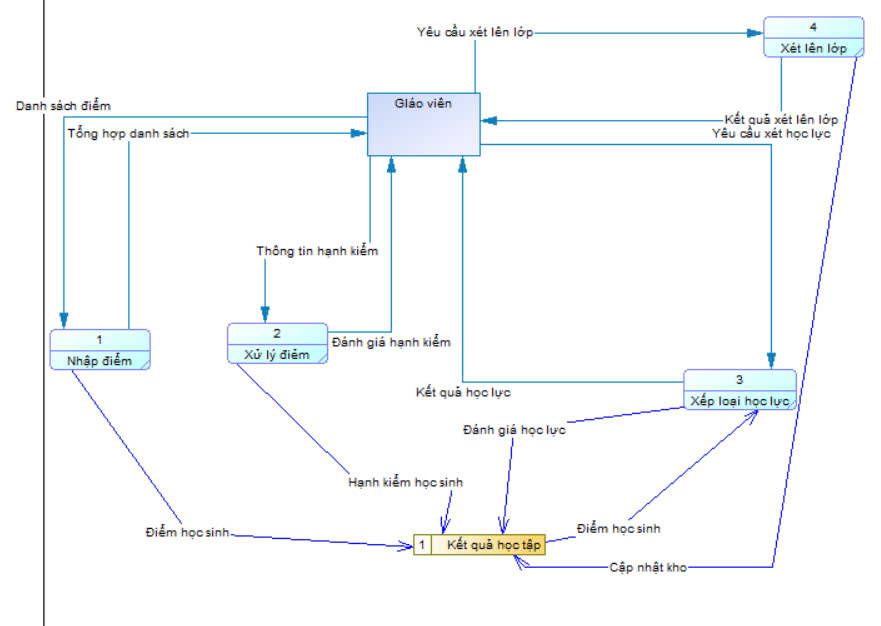 4
Yêu cầu xét lên lớp
Xét lên lớp
Giáo viên
Danh sách điểm
Kết quả xét lên lớp
Tổng hợp danh sách
Yêu cầu xét học lực
Thông tin hạnh kiểm
1
Nhập điểm
2
Xử lý điểm
Đánh giá hạnh kiểm
3
Xếp loại học lực
Kết quả học lực
Đánh giá học lực
Hạnh kiểm học sinh
Điểm học sinh
Điểm học sinh
1
Kết quả học tập
Cập nhật kho